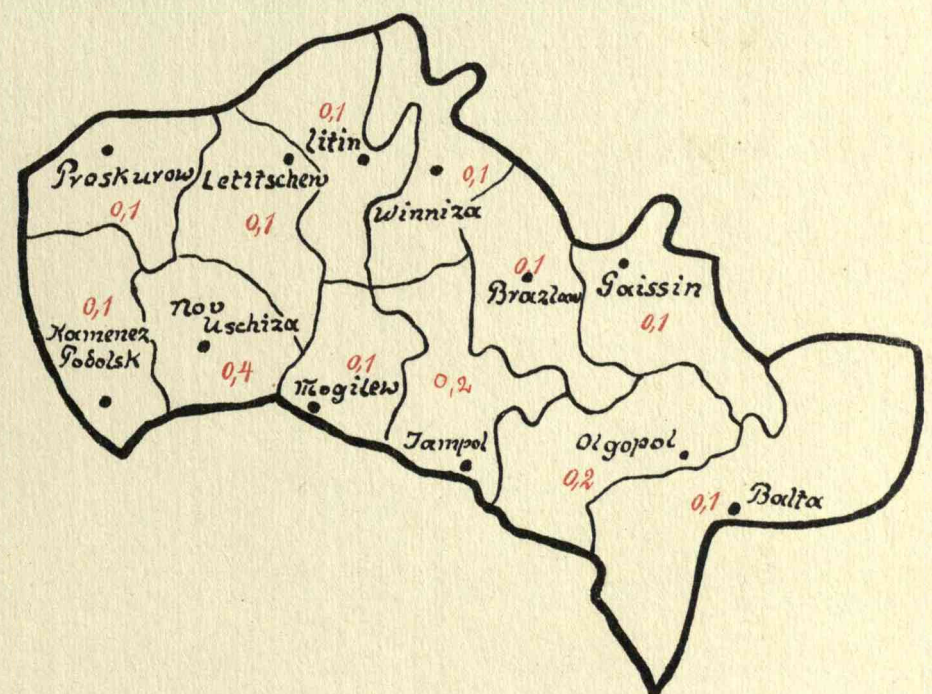 0,1
Litin
Proskurow
0,1
Letitschew
0,1
0,1
Winniza
0,1
Brazlaw
Gaissin
0,1
0,1
Kamenez
Podolsk
Nov
Uschiza
0,4
0,1
Mogilew
0,2
Jampol
Olgopol
0,2
0,1
Balta